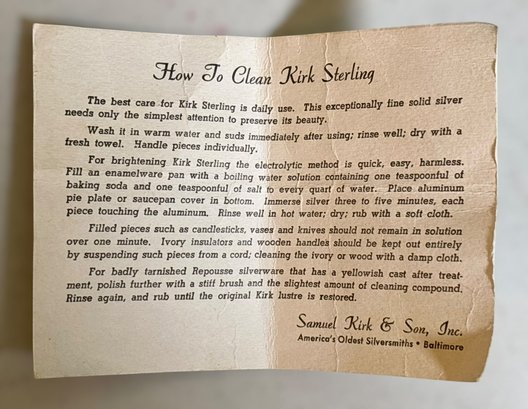 How To Clean Kirk Sterling
The best care for Kirk Sterling is daily use. This exceptionally fine solid silver
needs only the simplest attention to preserve its beauty.
Wash it in warm water and suds immediately after using; rinse well; dry with a
fresh towel. Handle pieces individually.
For brightening Kirk Sterling the electrolytic method is quick, easy, harmless.
Fill an enamelware pan with a boiling water solution containing one teaspoonful of
baking soda and one teaspoonful of salt to every quart of water. Place aluminum
pie plate or saucepan cover in bottom. Immerse silver three to five minutes, each
piece touching the aluminum. Rinse well in hot water; dry; rub with a soft cloth.
Filled pieces such as candlesticks, vases and knives should not remain in solution
over one minute. Ivory insulators and wooden handles should be kept out entirely
by suspending such pieces from a cord; cleaning the ivory or wood with a damp cloth.
For badly tarnished Repousse silverware that has a yellowish cast after treat-
ment, polish further with a stiff brush and the slightest amount of cleaning compound.
Rinse again, and rub until the original Kirk lustre is restored.
Samuel Kirk & Son, Inc.
America's Oldest Silversmiths • Baltimore